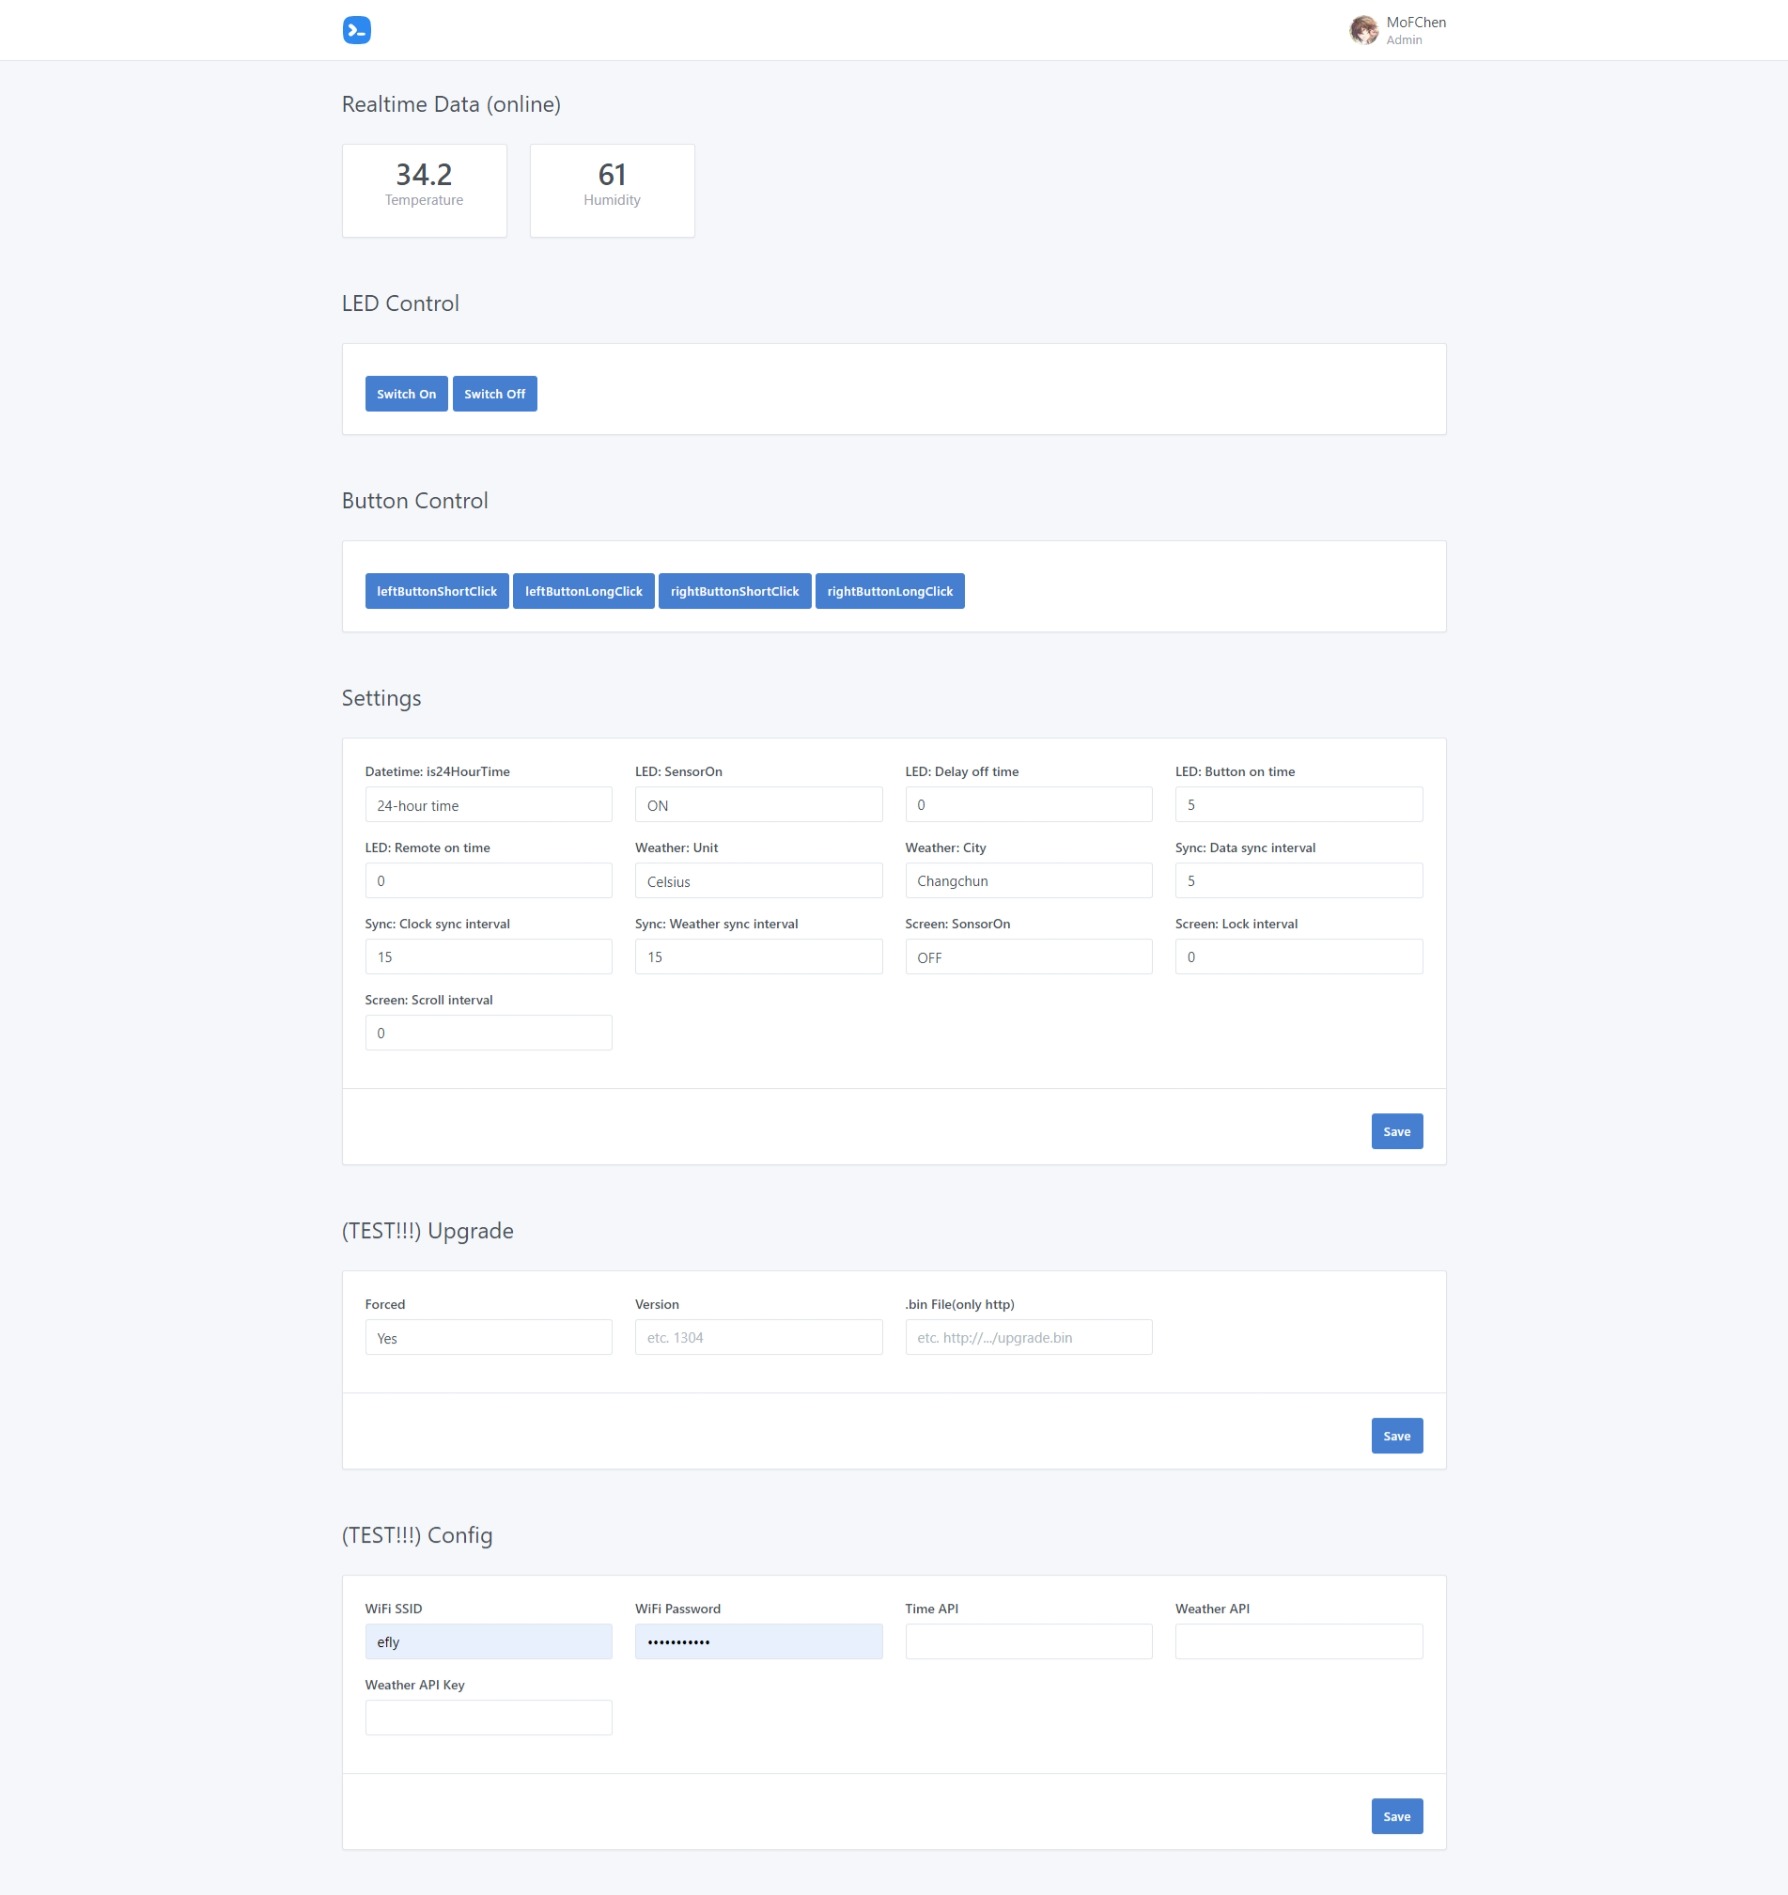 MoFChen
Admin
Realtime Data (online)
34.2
Temperature
61
Humidity
LED Control
Switch On
Switch Off
Button Control
leftButtonShortClick
leftButtonLongClick
rightButtonShortClick
rightButtonLongClick
Settings
Datetime: is24HourTime
24-hour time
LED: SensorOn
ON
LED: Delay off time
0
LED: Button on time
5
LED: Remote on time
0
Weather: Unit
Celsius
Weather: City
Changchun
Sync: Data sync interval
5
Sync: Clock sync interval
15
Sync: Weather sync interval
15
Screen: SonsorOn
OFF
Screen: Lock interval
0
Screen: Scroll interval
0
Save
(TEST!!!) Upgrade
Forced
Yes
Version
etc. 1304
.bin File(only http)
etc. http://.../upgrade.bin
Save
(TEST!!!) Config
WiFi SSID
efly
WiFi Password
•••••••••••
Time API
Weather API
Weather API Key
Save